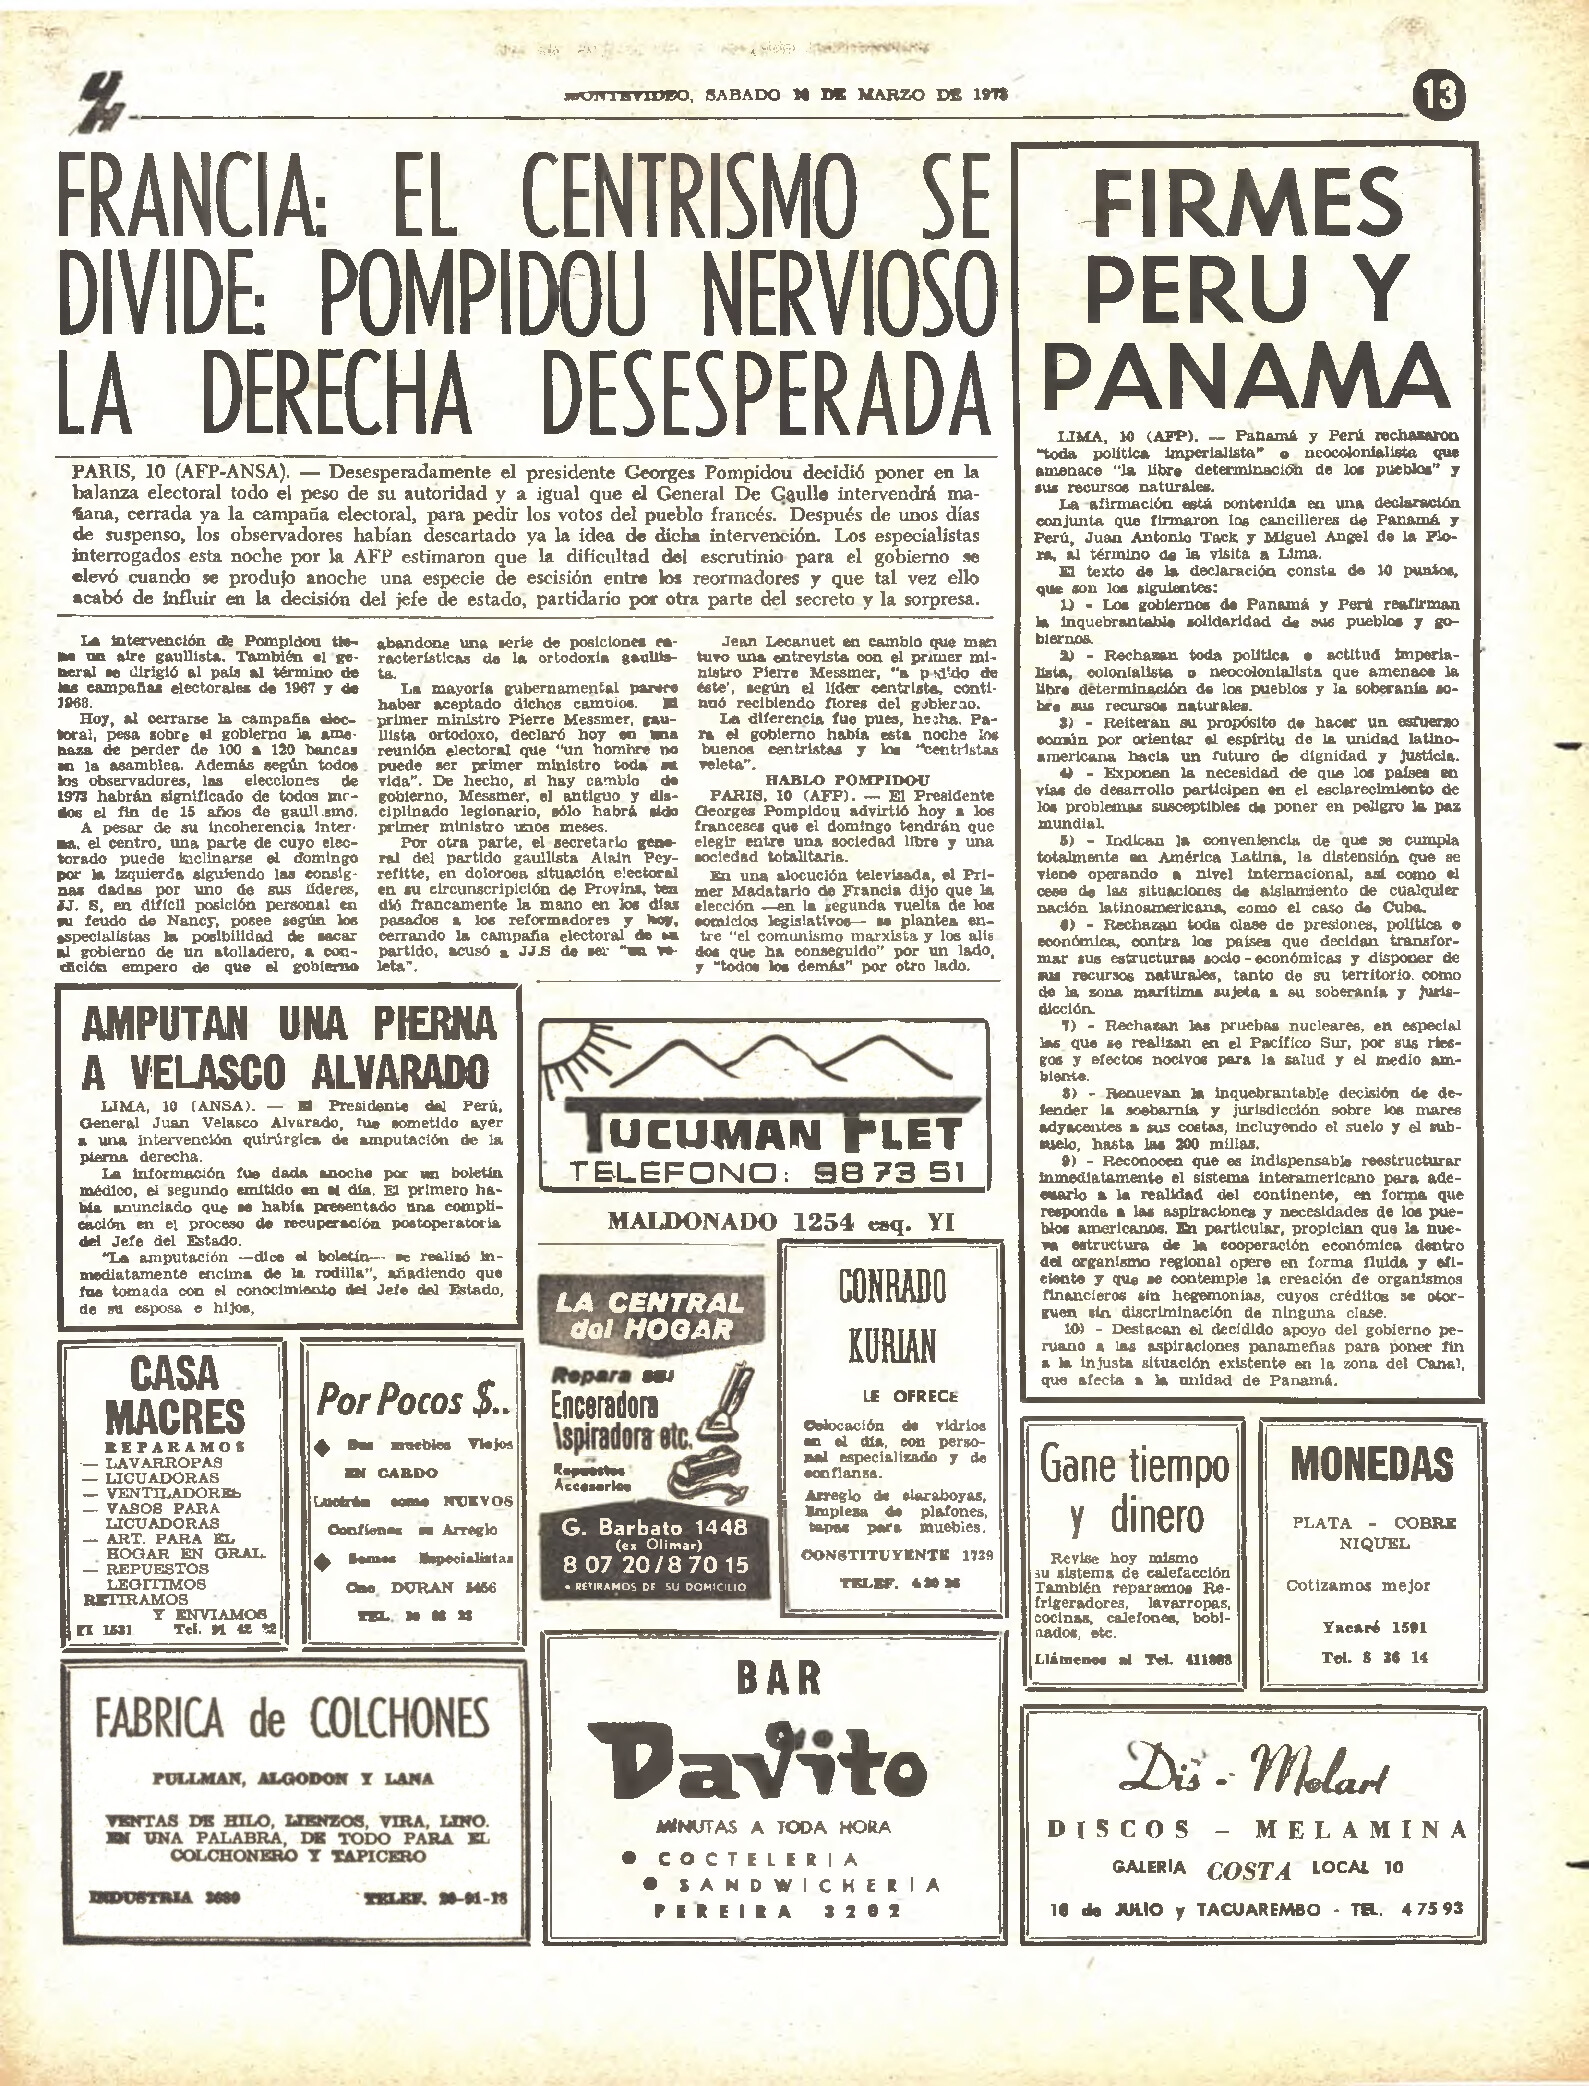 MONTEVIDEO, SABADO 10 DE MARZO DE 1973
13
FRANCIA: EL CENTRISMO SE
DIVIDE: POMPIDOU NERVIOSO
LA DERECHA DESESPERADA
PARIS, 10 (AFP-ANSA). — Desesperadamente el presidente Georges Pompidou decidió poner en la
balanza electoral todo el peso de su autoridad y a igual que el General De Gaulle intervendrá ma-
ñana, cerrada ya la campaña electoral, para pedir los votos del pueblo francés. Después de unos días
de suspenso, los observadores habían descartado ya la idea de dicha intervención. Los especialistas
interrogados esta noche por la AFP estimaron que la dificultad del escrutinio para el gobierno se
elevó cuando se produjo anoche una especie de escisión entre los reormadores y que tal vez ello
acabó de influir en la decisión del jefe de estado, partidario por otra parte del secreto y la sorpresa.
La intervención de Pompidou tie-
ne un aire gaullista. También el ge-
neral se dirigió al país al término de
las campañas electorales de 1967 y de
1968.
Hoy, al cerrarse la campaña elec-
toral, pesa sobre el gobierno la ame-
naza de perder de 100 a 120 bancas
en la asamblea. Además según todos
los observadores, las elecciones de
1973 habrán significado de todos mo-
dos el fin de 15 años de gaullismo.
A pesar de su incoherencia inter-
na, el centro, una parte de cuyo elec-
torado puede inclinarse el domingo
por la izquierda siguiendo las consig-
nas dadas por uno de sus líderes,
JJ. S, en difícil posición personal en
su feudo de Nancy, posee según los
especialistas la posibilidad de sacar
al gobierno de un atolladero, a con-
dición empero de que el gobierno
abandone una serie de posiciones ca-
racterísticas de la ortodoxia gaullis-
ta.
La mayoría gubernamental parere
haber aceptado dichos cambios. El
primer ministro Pierre Messmer, gau-
llista ortodoxo, declaró hoy en una
reunión electoral que "un hombre no
puede ser primer ministro toda su
vida". De hecho, si hay cambio de
gobierno, Messmer, el antiguo y dis-
ciplinado legionario, sólo habrá sido
primer ministro unos meses.
Por otra parte, el secretario gene-
ral del partido gaullista Alain Pey-
refitte, en dolorosa situación electoral
en su circunscripción de Provins, ten
dió francamente la mano en los días
pasados a los reformadores y hoy,
cerrando la campaña electoral de su
partido, acusó a JJS de ser "un ve-
leta".
Jean Lecanuet en cambio que man
tuvo una entrevista con el primer mi-
nistro Pierre Messmer, "a pedido de
éste', según el líder centrista, conti-
nuó recibiendo flores del gobierno.
La diferencia fue pues, hecha. Pa-
ra el gobierno había esta noche los
buenos centristas y los "centristas
veleta".
HABLO POMPIDOU
PARIS, 10 (AFP). — El Presidente
Georges Pompidou advirtió hoy a los
franceses que el domingo tendrán que
elegir entre una sociedad libre y una
sociedad totalitaria.
En una alocución televisada, el Pri-
mer Madatario de Francia dijo que la
elección —en la segunda vuelta de los
comicios legislativos— se plantea en-
tre "el comunismo marxista y los alia
dos que ha conseguido" por un lado,
y "todos los demás" por otro lado.
FIRMES
PERU Y
PANAMA
LIMA, 10 (AFP). — Panamá y Perú rechazaron
"toda política imperialista" o neocolonialista que
amenace "la libre determinación de los pueblos" y
sus recursos naturales.
La afirmación está contenida en una declaración
conjunta que firmaron los cancilleres de Panamá y
Perú, Juan Antonio Tack y Miguel Angel de la Flo-
ra, al término de la visita a Lima.
El texto de la declaración consta de 10 puntos,
que son los siguientes:
1) - Los gobiernos de Panamá y Perú reafirman
la inquebrantable solidaridad de sus pueblos y go-
biernos.
2) - Rechazan toda política o actitud imperia-
lista, colonialista o neocolonialista que amenace la
libre determinación de los pueblos y la soberanía so-
bre sus recursos naturales.
3) - Reiteran su propósito de hacer un esfuerzo
común por orientar el espíritu de la unidad latino-
americana hacia un futuro de dignidad y justicia.
4) - Exponen la necesidad de que los países en
vías de desarrollo participen en el esclarecimiento de
los problemas susceptibles de poner en peligro la paz
mundial.
5) - Indican la conveniencia de que se cumpla
totalmente en América Latina, la distensión que se
viene operando a nivel internacional, así como el
cese de las situaciones de aislamiento de cualquier
nación latinoamericana, como el caso de Cuba.
6) - Rechazan toda clase de presiones, política o
económica, contra los países que decidan transfor-
mar sus estructuras socio-económicas y disponer de
sus recursos naturales, tanto de su territorio. como
de la zona marítima sujeta a su soberanía y juris-
dicción.
7) - Rechazan las pruebas nucleares, en especial
las que se realizan en el Pacífico Sur, por sus ries-
gos y efectos nocivos para la salud y el medio am-
biente.
8) - Renuevan la inquebrantable decisión de de-
fender la soebarnía y jurisdicción sobre los mares
adyacentes a sus costas, incluyendo el suelo y el sub-
suelo, hasta las 200 millas.
9) - Reconocen que es indispensable reestructurar
inmediatamente el sistema interamericano para ade-
cuarlo a la realidad del continente, en forma que
responda a las aspiraciones y necesidades de los pue-
blos americanos. En particular, propician que la nue-
va estructura de la cooperación económica dentro
del organismo regional opere en forma fluida y efi-
ciente y que se contemple la creación de organismos
financieros sin hegemonías, cuyos créditos se otor-
guen sin discriminación de ninguna clase.
10) - Destacan el decidido apoyo del gobierno pe-
ruano a las aspiraciones panameñas para poner fin
a la injusta situación existente en la zona del Canal,
que afecta a la unidad de Panamá.
AMPUTAN UNA PIERNA
A VELASCO ALVARADO
LIMA, 10 (ANSA). — El Presidente del Perú,
General Juan Velasco Alvarado, fue sometido ayer
a una intervención quirúrgica de amputación de la
pierna derecha.
La información fue dada anoche por un boletín
médico, el segundo emitido en el día. El primero ha-
bía anunciado que se había presentado una compli-
cación en el proceso de recuperación postoperatoria
del Jefe del Estado.
"La amputación —dice el boletín— se realizó in-
mediatamente encima de la rodilla", añadiendo que
fue tomada con el conocimiento del Jefe del Estado,
de su esposa e hijos,
TUCUMAN FLET
TELEFONO: 98 73 51
MALDONADO 1254 esq. YI
LA CENTRAL
del HOGAR
Repara sus
Enceradora
Aspiradora etc.
Repuestos
Accesorios
G. Barbato 1448
(ex Olimar)
8 07 20/8 70 15
• RETIRAMOS DE SU DOMICILIO
CONRADO
KURIAN
LE OFRECE
Colocación de vidrios
en el día, con perso-
nal especializado y de
confianza.
Arreglo de claraboyas,
limpieza de plafones,
tapas para muebles.
CONSTITUYENTE 1729
TELEF.
CASA
MACRES
REPARAMOS
— LAVARROPAS
— LICUADORAS
— VENTILADORES
— VASOS PARA
LICUADORAS
— ART. PARA EL
HOGAR EN GRAL.
— REPUESTOS
LEGITIMOS
RETIRAMOS
Y ENVIAMOS
EX 1531 Tel. 91 42 22
Por Pocos $..
◆ Sus muebles Viejos
EN CARDO
Lucirán como NUEVOS
Confíenos su Arreglo
◆ Somos Especialistas
Cno. DURAN 5456
TEL.
Gane tiempo
y dinero
Revise hoy mismo
su sistema de calefacción
También reparamos Re-
frigeradores, lavarropas,
cocinas, calefones, bobi-
nados, etc.
Llámenos al Tel. 411988
MONEDAS
PLATA - COBRE
NIQUEL
Cotizamos mejor
Yacaré 1591
Tel. 8 36 14
FABRICA de COLCHONES
PULLMAN, ALGODON Y LANA
VENTAS DE HILO, LIENZOS, VIRA, LINO.
EN UNA PALABRA, DE TODO PARA EL
COLCHONERO Y TAPICERO
INDUSTRIA TELEF.
BAR
Davito
MINUTAS A TODA HORA
● COCTELERIA
● SANDWICHERIA
PEREIRA 3202
Dis - Melart
DISCOS - MELAMINA
GALERIA COSTA LOCAL 10
18 de JULIO y TACUAREMBO - TEL. 4 75 93